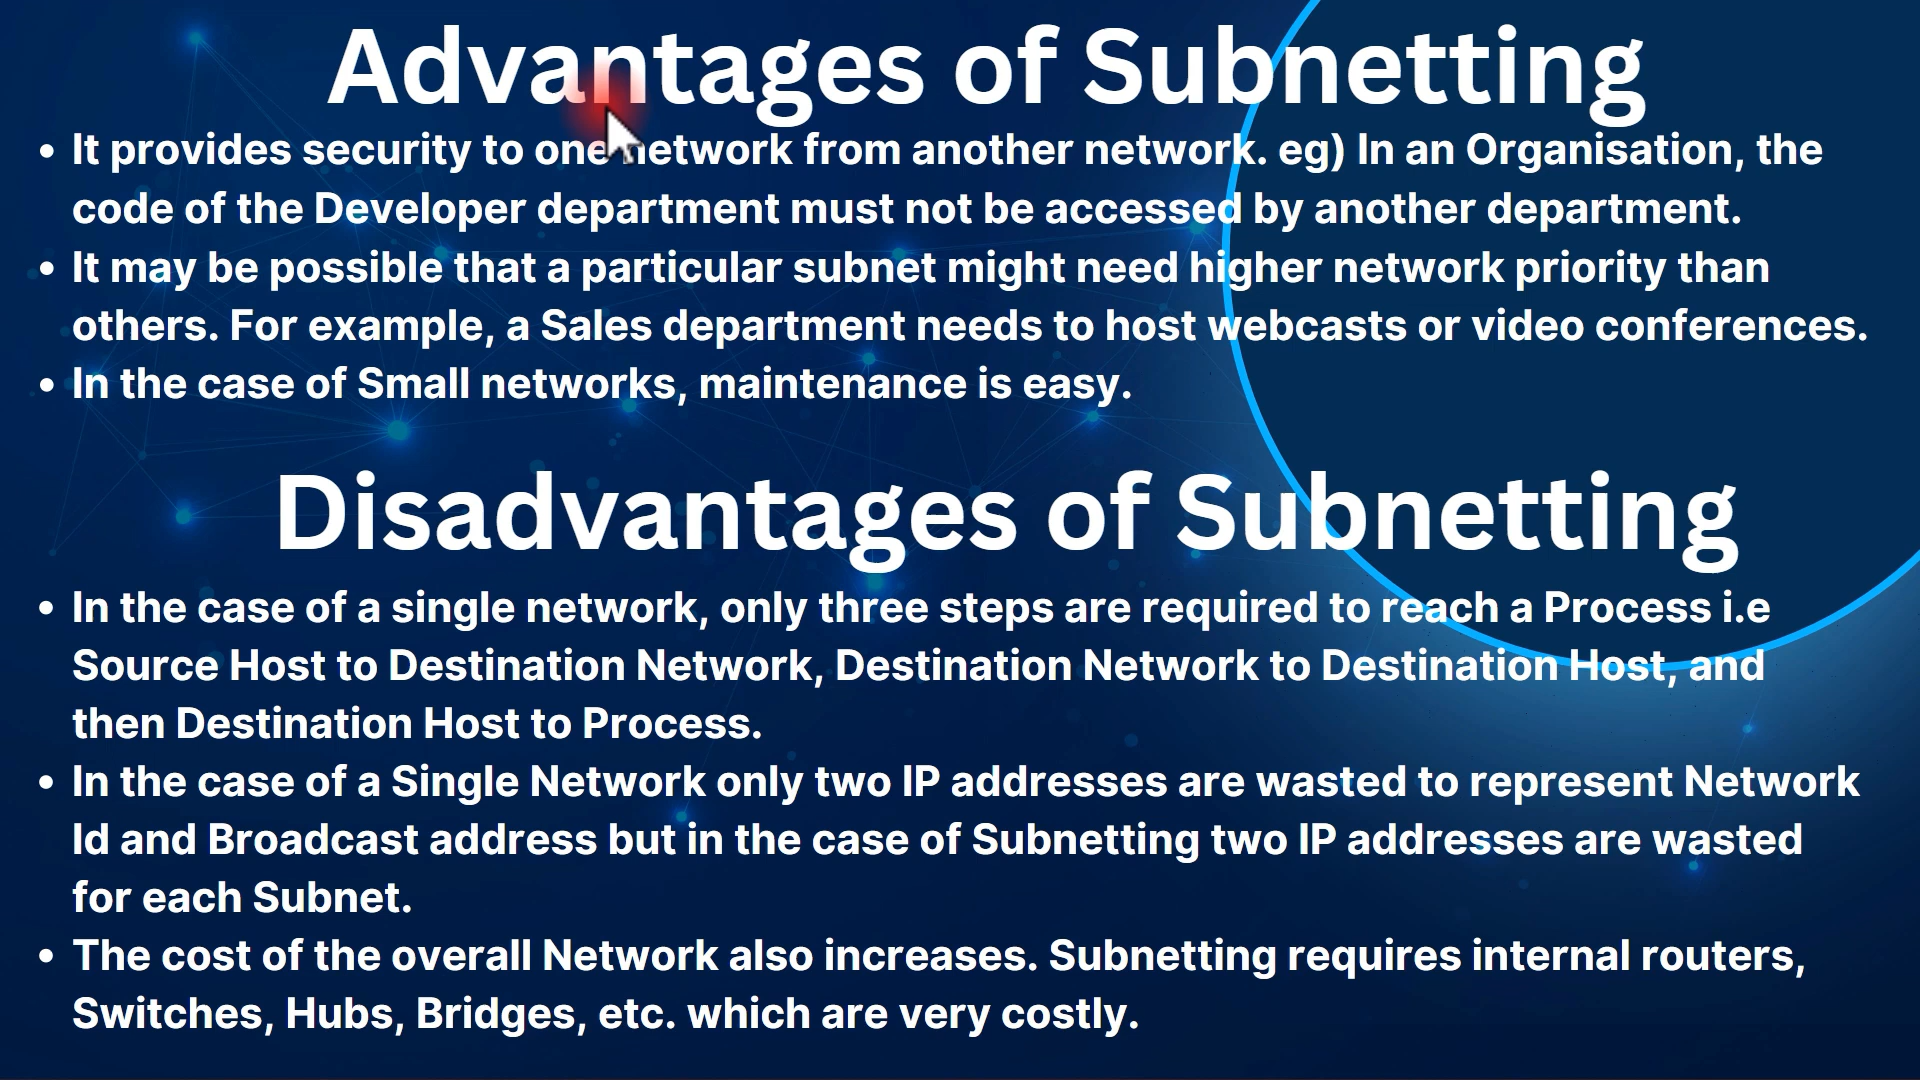 Advantages of Subnetting
• It provides security to one network from another network. eg) In an Organisation, the
code of the Developer department must not be accessed by another department.
• It may be possible that a particular subnet might need higher network priority than
others. For example, a Sales department needs to host webcasts or video conferences.
• In the case of Small networks, maintenance is easy.
Disadvantages of Subnetting
• In the case of a single network, only three steps are required to reach a Process i.e
Source Host to Destination Network, Destination Network to Destination Host, and
then Destination Host to Process.
• In the case of a Single Network only two IP addresses are wasted to represent Network
Id and Broadcast address but in the case of Subnetting two IP addresses are wasted
for each Subnet.
• The cost of the overall Network also increases. Subnetting requires internal routers,
Switches, Hubs, Bridges, etc. which are very costly.